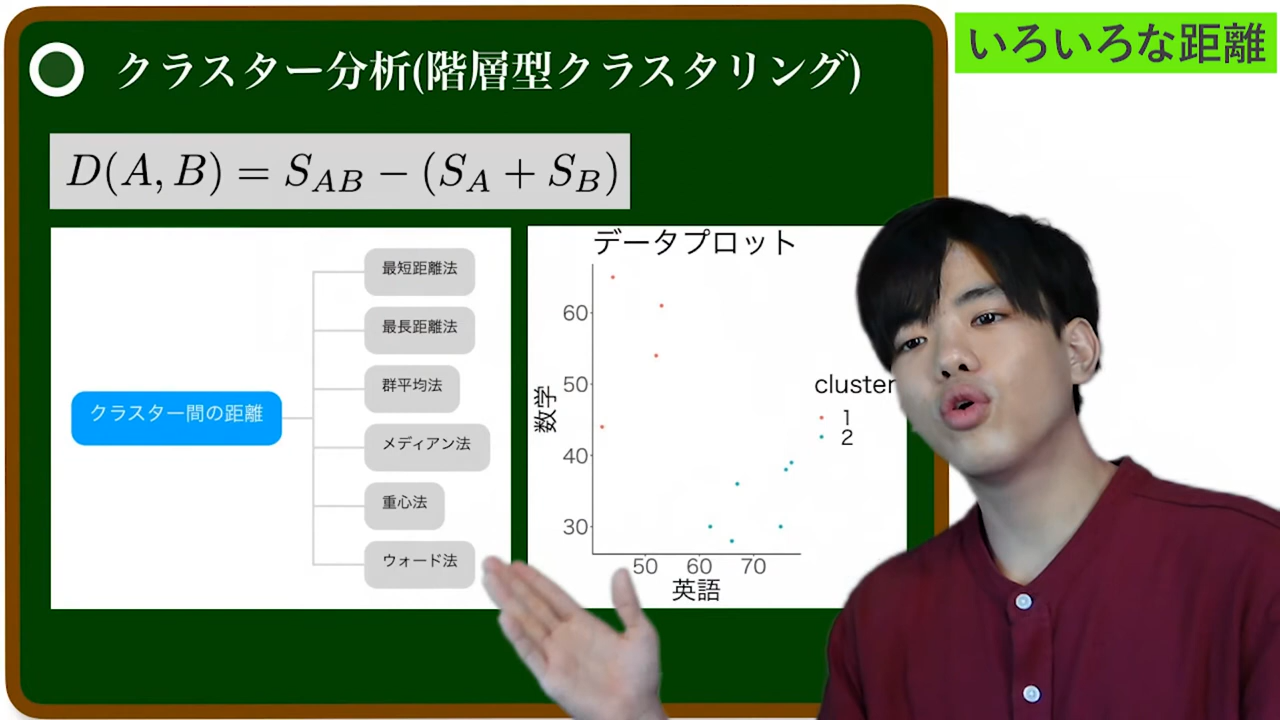 いろいろな距離
クラスター分析(階層型クラスタリング)
D(A, B) = S_{AB} − (S_A + S_B)
クラスター間の距離
最短距離法
最長距離法
群平均法
メディアン法
重心法
ウォード法
データプロット
数学
60
50
40
30
50 60 70
英語
cluster
1
2